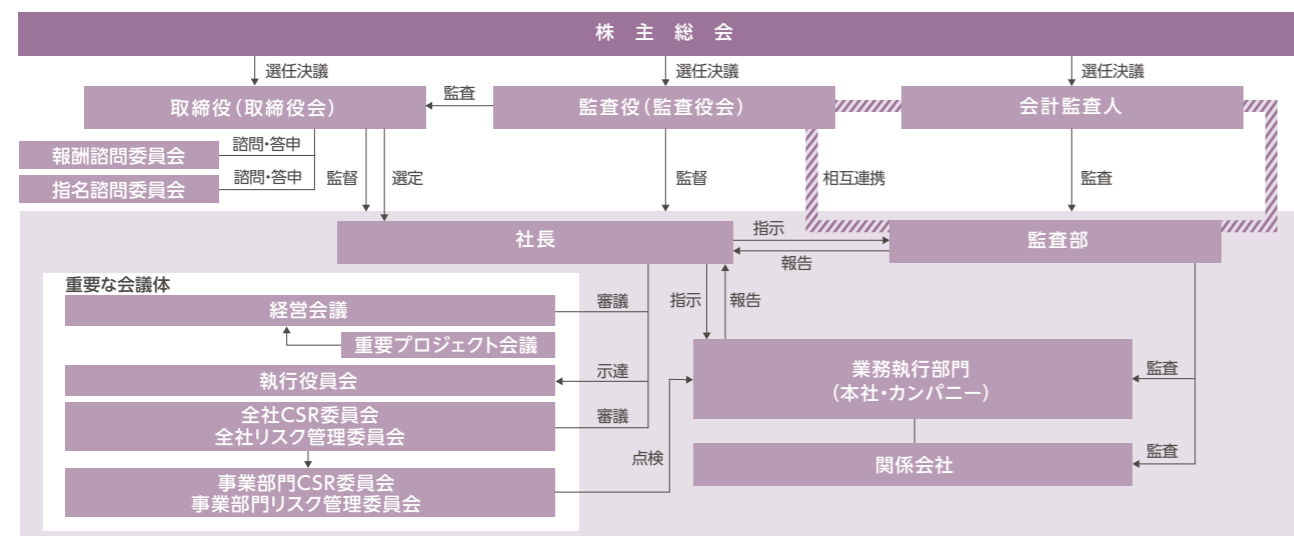 株主総会
選任決議
選任決議
選任決議
取締役(取締役会)
監査
監査役(監査役会)
会計監査人
報酬諮問委員会
諮問・答申
指名諮問委員会
諮問・答申
監督
選定
監督
相互連携
監査
社長
指示
報告
監査部
重要な会議体
経営会議
審議
指示
報告
重要プロジェクト会議
執行役員会
示達
業務執行部門
(本社・カンパニー)
監査
全社CSR委員会
全社リスク管理委員会
審議
点検
関係会社
監査
事業部門CSR委員会
事業部門リスク管理委員会